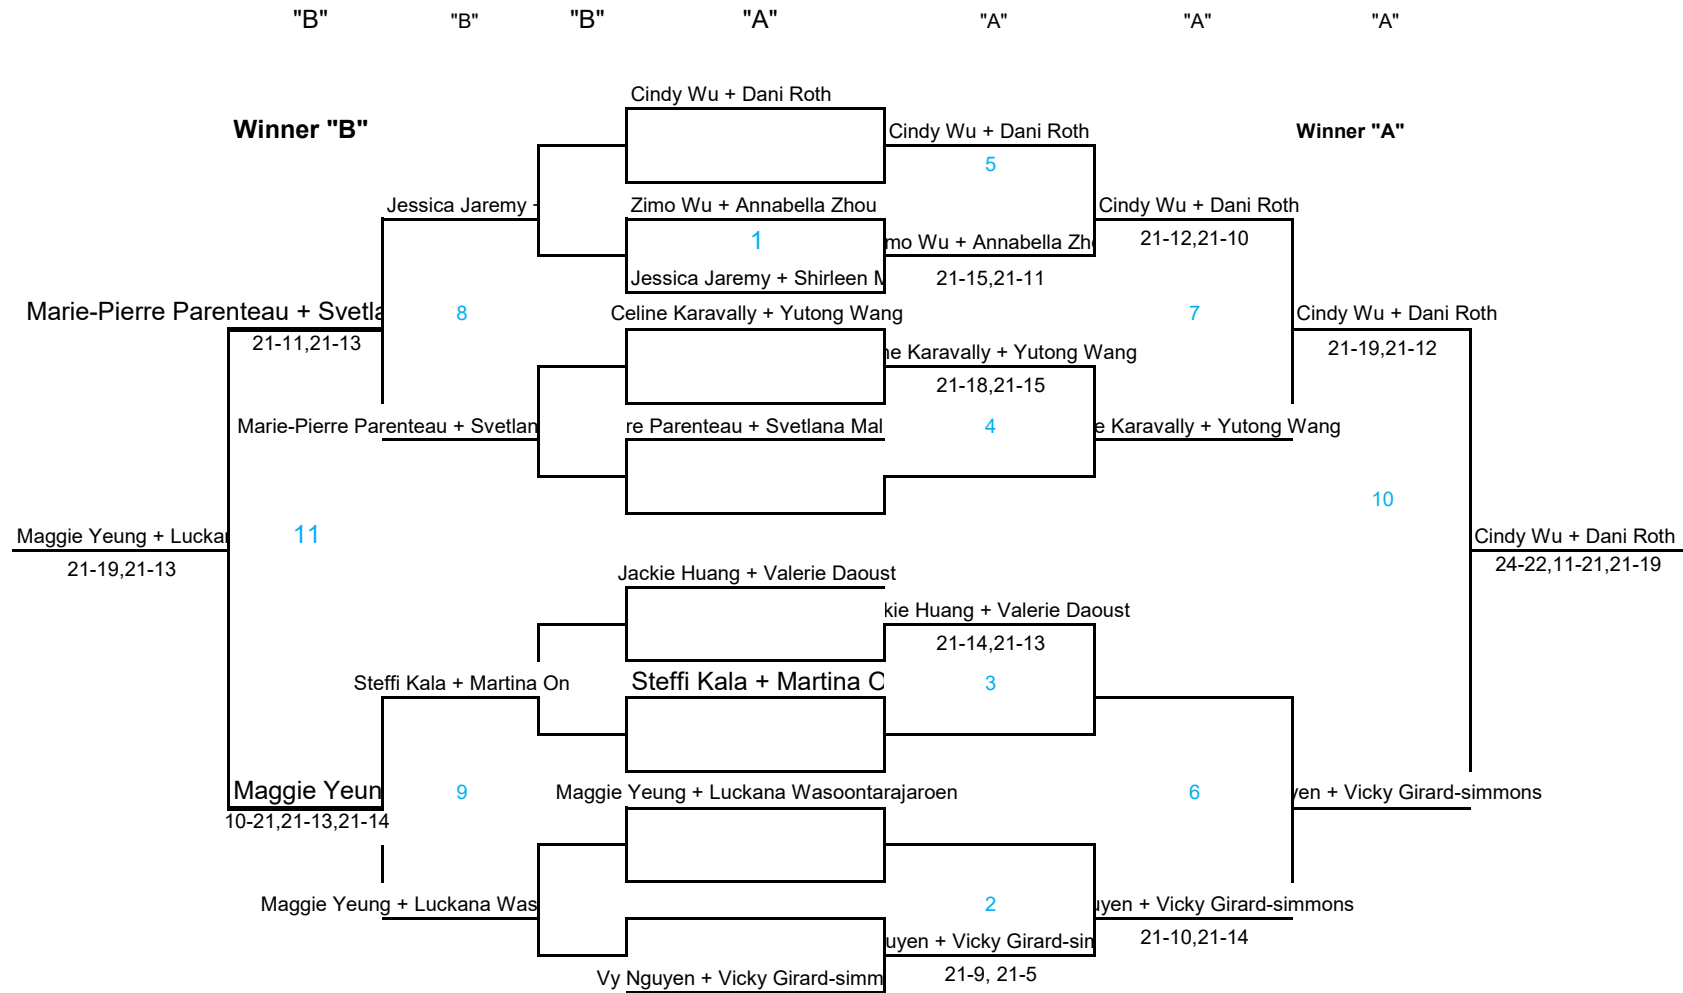 "B" "B" "B" "A" "A" "A" "A"
Cindy Wu + Dani Roth
Winner "B" Cindy Wu + Dani Roth Winner "A"
5
Jessica Jaremy + Zimo Wu + Annabella Zhou Cindy Wu + Dani Roth
1 mo Wu + Annabella Zh 21-12,21-10
Jessica Jaremy + Shirleen M 21-15,21-11
Marie-Pierre Parenteau + Svetla 8 Celine Karavally + Yutong Wang 7 Cindy Wu + Dani Roth
21-11,21-13 ne Karavally + Yutong Wang 21-19,21-12
21-18,21-15
Marie-Pierre Parenteau + Svetlan re Parenteau + Svetlana Mal 4 e Karavally + Yutong Wang
10
Maggie Yeung + Luckan 11 Cindy Wu + Dani Roth
21-19,21-13 24-22,11-21,21-19
Jackie Huang + Valerie Daoust
kie Huang + Valerie Daoust
21-14,21-13
Steffi Kala + Martina On Steffi Kala + Martina O 3
Maggie Yeun 9 Maggie Yeung + Luckana Wasoontarajaroen 6 yen + Vicky Girard-simmons
10-21,21-13,21-14
Maggie Yeung + Luckana Was 2 uyen + Vicky Girard-simmons
uyen + Vicky Girard-sim 21-10,21-14
Vy Nguyen + Vicky Girard-simm 21-9, 21-5